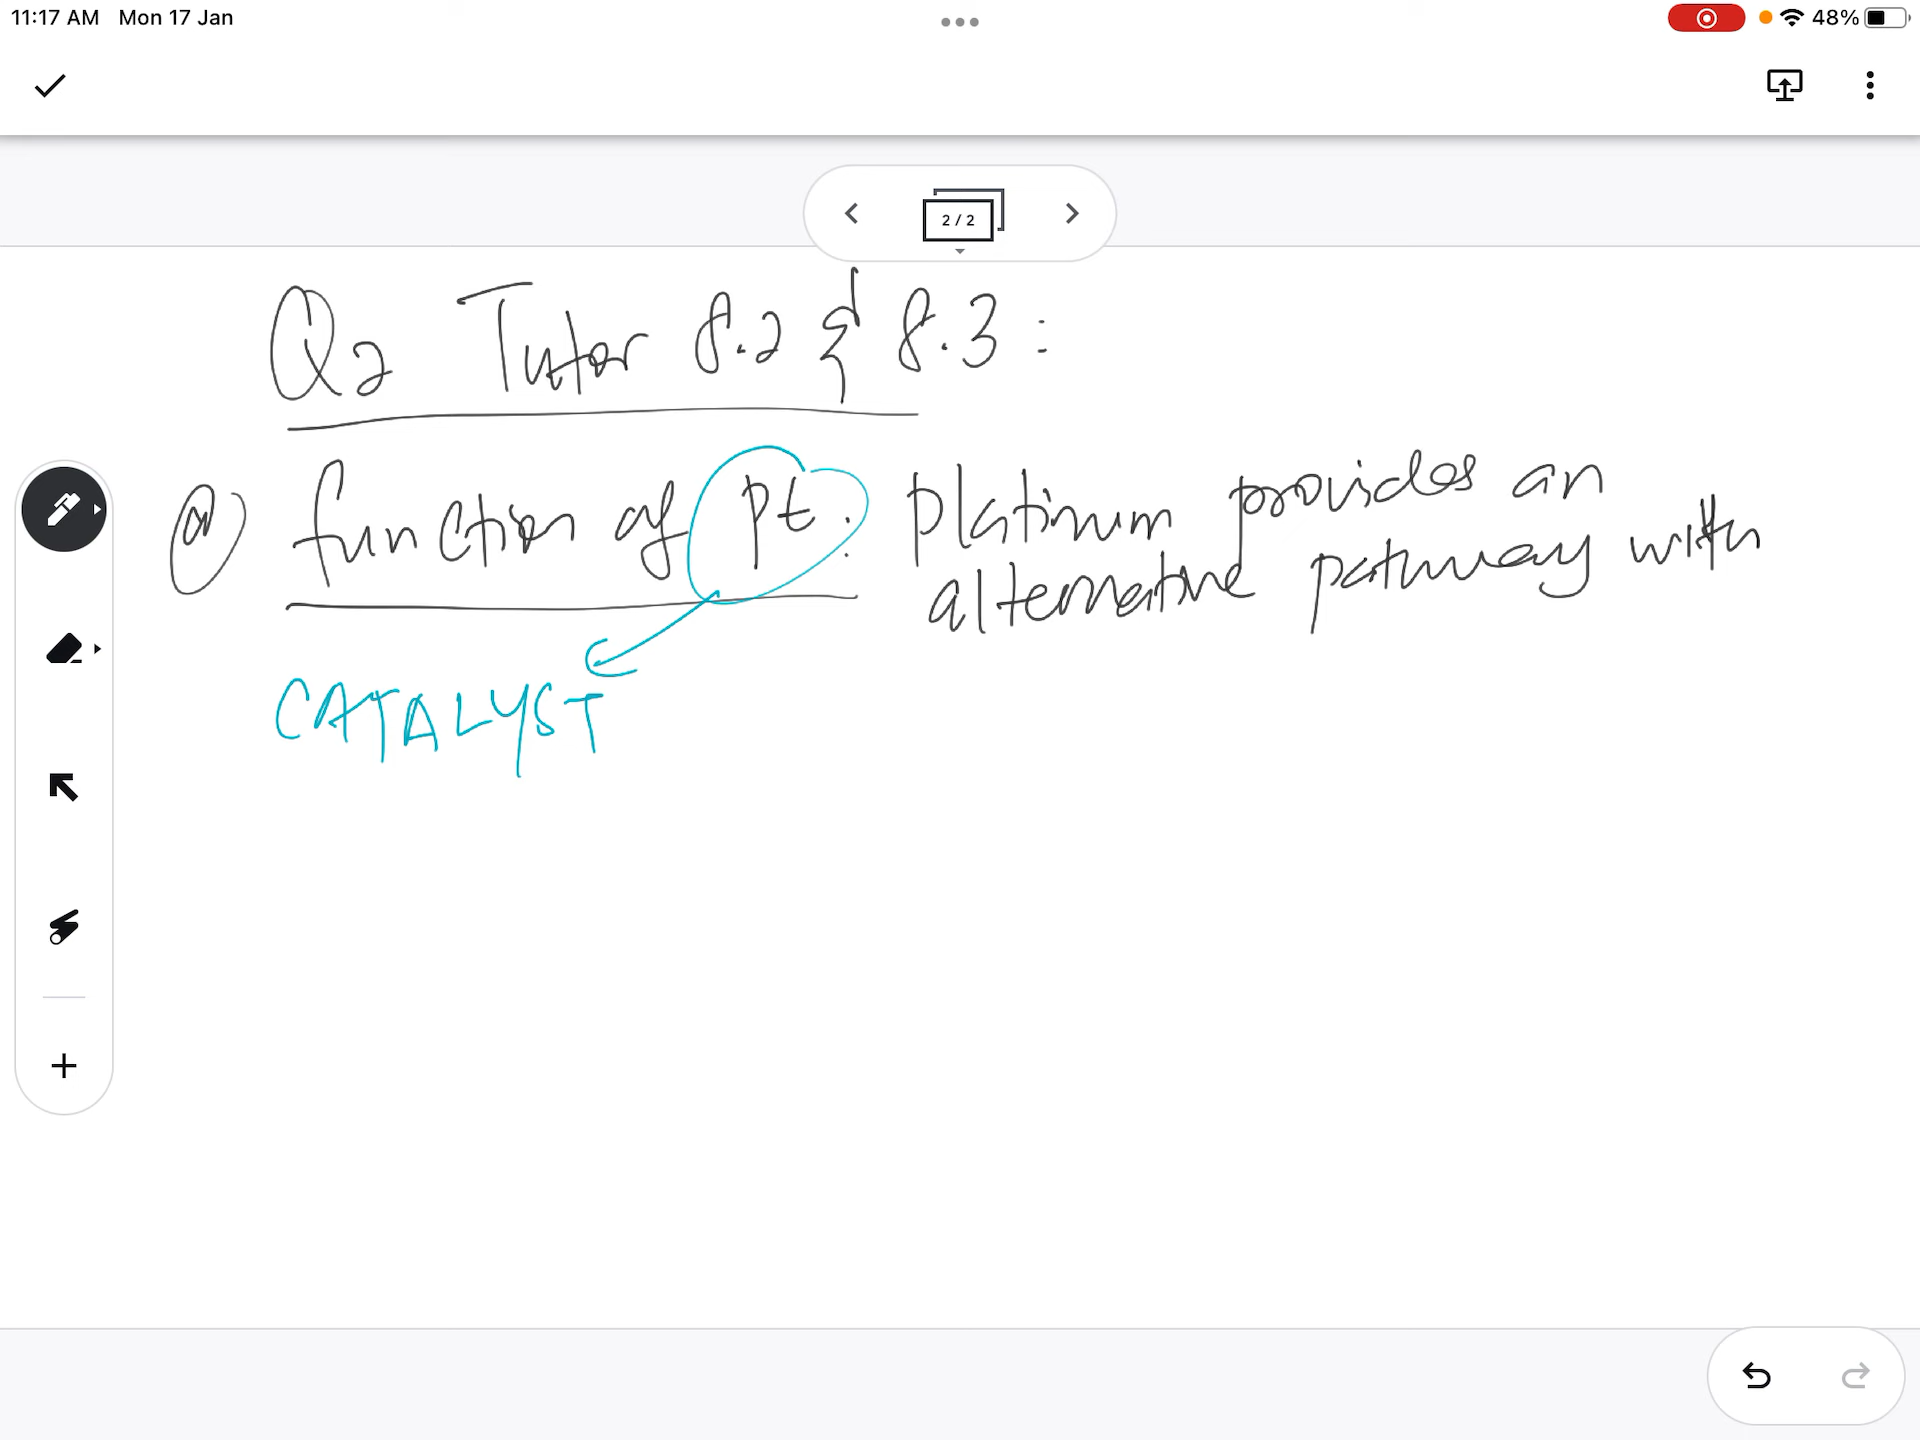 11:17 AM Mon 17 Jan
48%
2 / 2
Q2 Tutor 8.2 & 8.3 :
(a) function of Pt : Platinum provides an
alternative pathway with
CATALYST